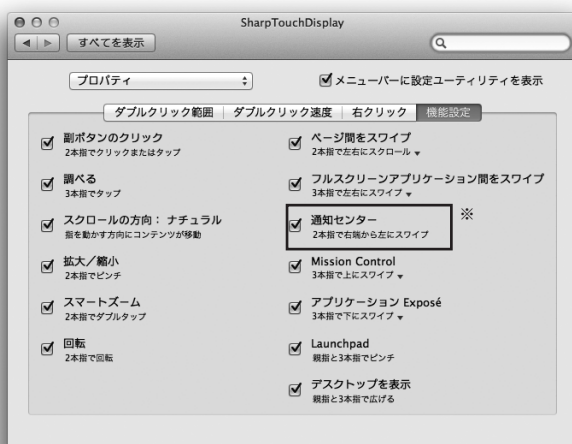 SharpTouchDisplay
すべてを表示
プロパティ
メニューバーに設定ユーティリティを表示
ダブルクリック範囲 ダブルクリック速度 右クリック 機能設定
副ボタンのクリック
2本指でクリックまたはタップ
調べる
3本指でタップ
スクロールの方向： ナチュラル
指を動かす方向にコンテンツが移動
拡大／縮小
2本指でピンチ
スマートズーム
2本指でダブルタップ
回転
2本指で回転
ページ間をスワイプ
2本指で左右にスクロール
フルスクリーンアプリケーション間をスワイプ
3本指で左右にスワイプ
通知センター ※
2本指で右端から左にスワイプ
Mission Control
3本指で上にスワイプ
アプリケーション Exposé
3本指で下にスワイプ
Launchpad
親指と3本指でピンチ
デスクトップを表示
親指と3本指で広げる